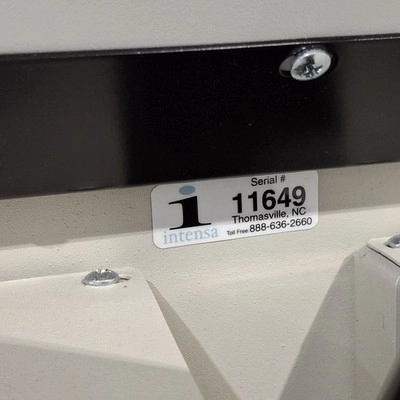 Serial #
11649
Thomasville, NC
i
intensa
Toll Free 888-636-2660